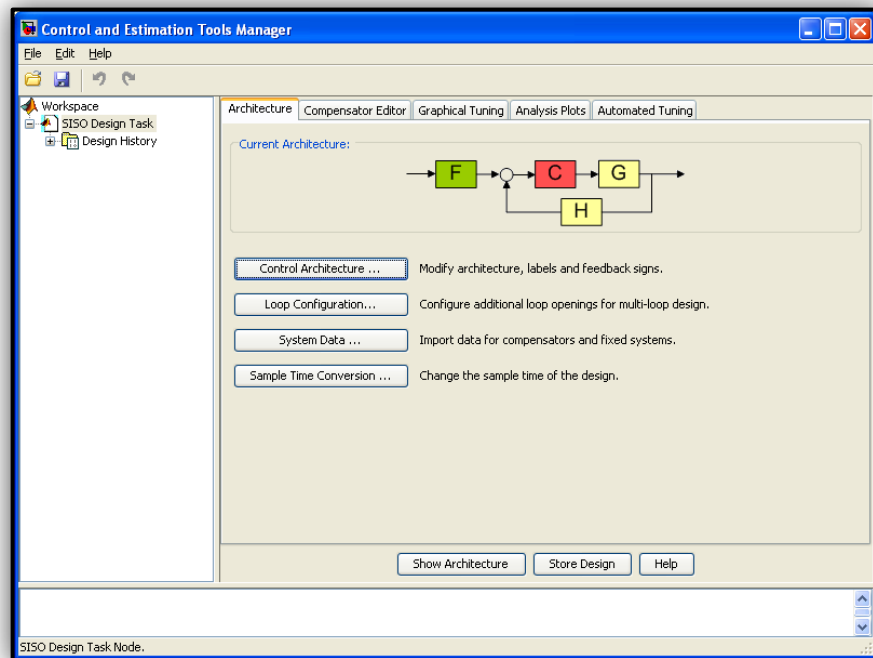 Control and Estimation Tools Manager
File Edit Help
Workspace
SISO Design Task
Design History
Architecture Compensator Editor Graphical Tuning Analysis Plots Automated Tuning
Current Architecture:
F C G
H
Control Architecture ... Modify architecture, labels and feedback signs.
Loop Configuration... Configure additional loop openings for multi-loop design.
System Data ... Import data for compensators and fixed systems.
Sample Time Conversion ... Change the sample time of the design.
Show Architecture Store Design Help
SISO Design Task Node.